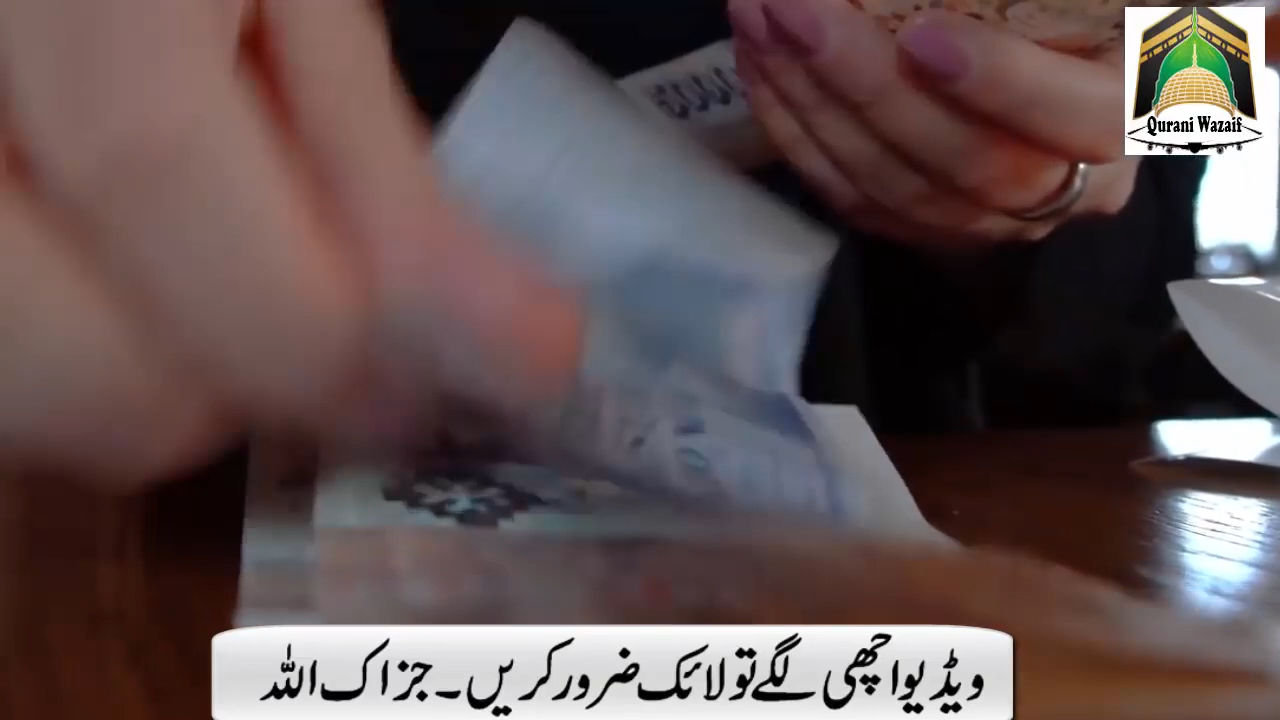 Qurani Wazaif
ویڈیو اچھی لگے تو لائک ضرور کریں۔ جزاک اللہ